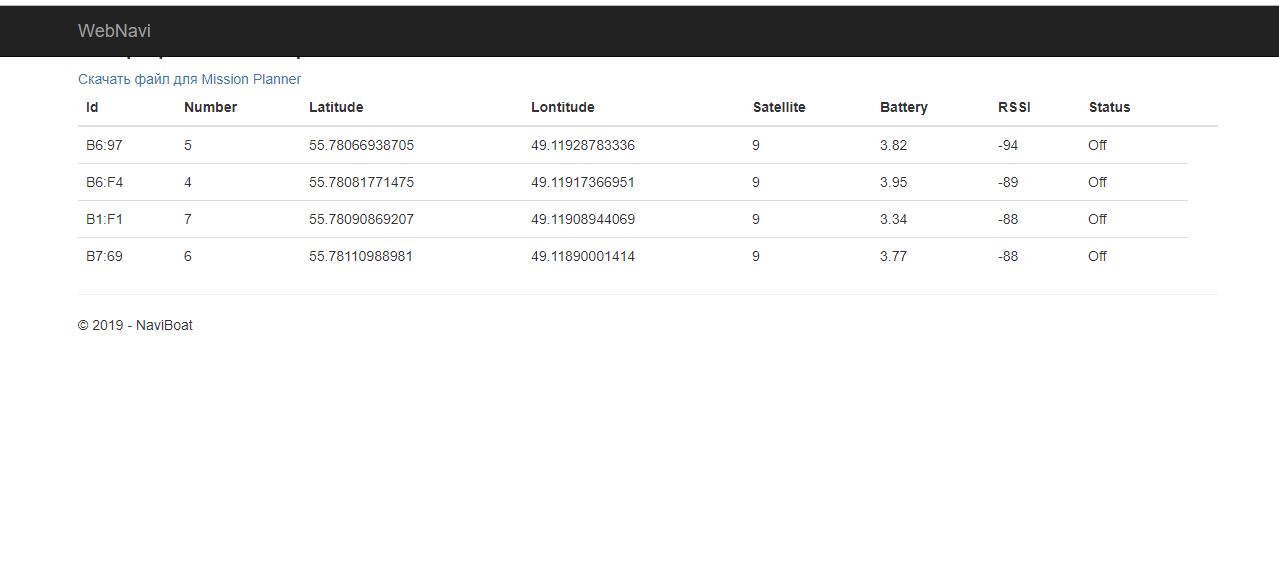 WebNavi
Скачать файл для Mission Planner
Id Number Latitude Lontitude Satellite Battery RSSI Status
B6:97 5 55.78066938705 49.11928783336 9 3.82 -94 Off
B6:F4 4 55.78081771475 49.11917366951 9 3.95 -89 Off
B1:F1 7 55.78090869207 49.11908944069 9 3.34 -88 Off
B7:69 6 55.78110988981 49.11890001414 9 3.77 -88 Off
© 2019 - NaviBoat